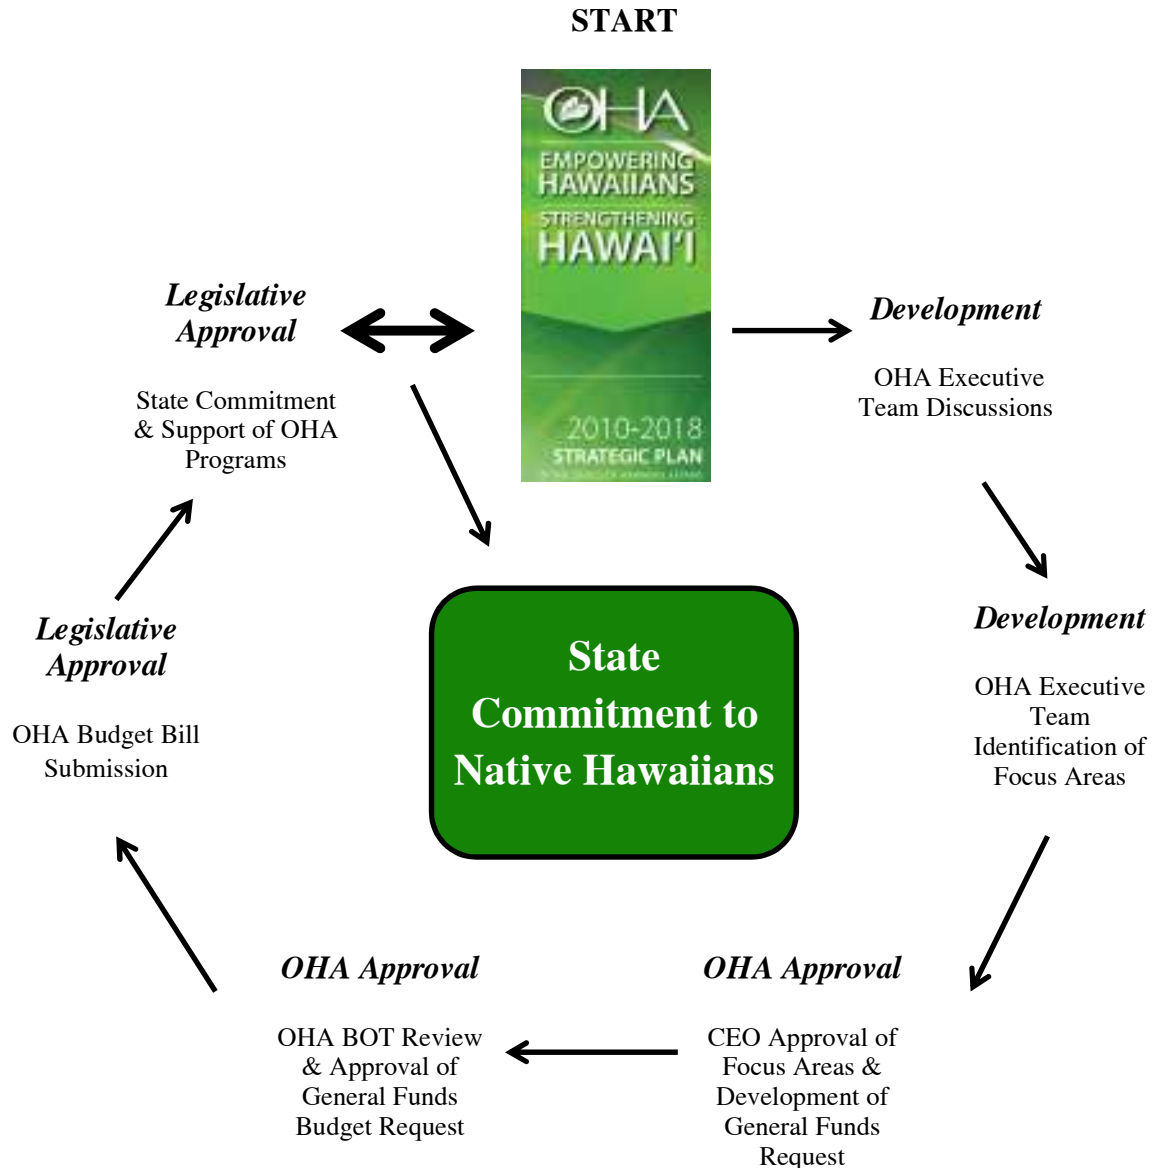 START
OHA
EMPOWERING
HAWAIIANS
STRENGTHENING
HAWAI'I
2010-2018
STRATEGIC PLAN
Development
OHA Executive
Team Discussions
Development
OHA Executive
Team
Identification of
Focus Areas
OHA Approval
CEO Approval of
Focus Areas &
Development of
General Funds
Request
OHA Approval
OHA BOT Review
& Approval of
General Funds
Budget Request
Legislative
Approval
OHA Budget Bill
Submission
Legislative
Approval
State Commitment
& Support of OHA
Programs
State
Commitment to
Native Hawaiians